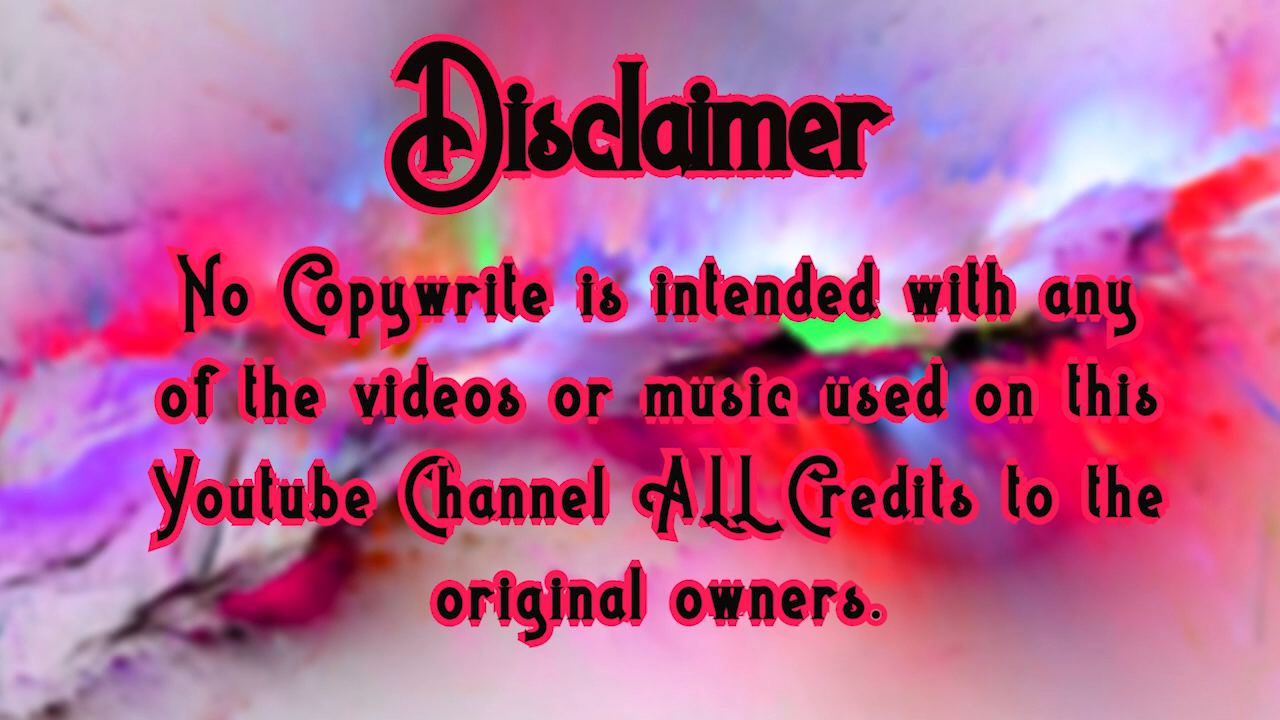 Disclaimer
No Copywrite is intended with any
of the videos or music used on this
Youtube Channel ALL Credits to the
original owners.